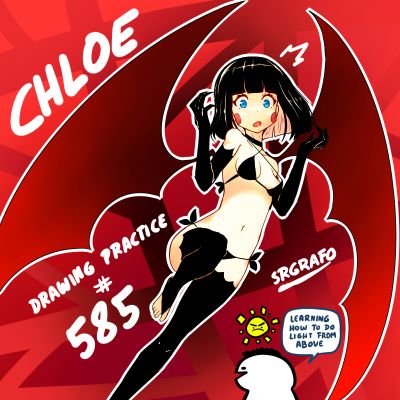 CHLOE
DRAWING PRACTICE
#
585
SRGRAFO
LEARNING
HOW TO DO
LIGHT FROM
ABOVE